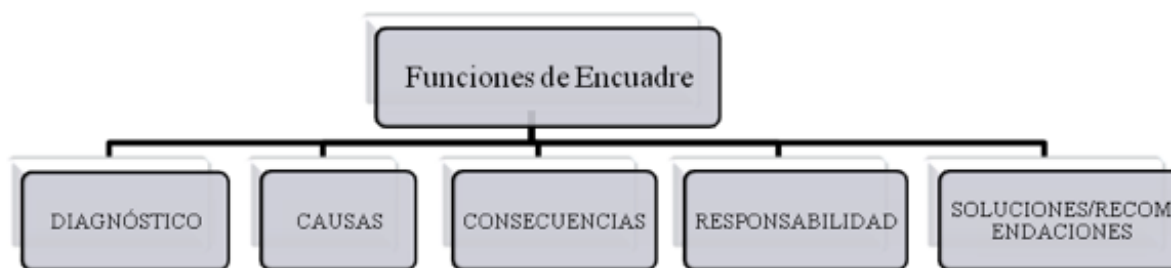 Funciones de Encuadre
DIAGNÓSTICO
CAUSAS
CONSECUENCIAS
RESPONSABILIDAD
SOLUCIONES/RECOM
ENDACIONES